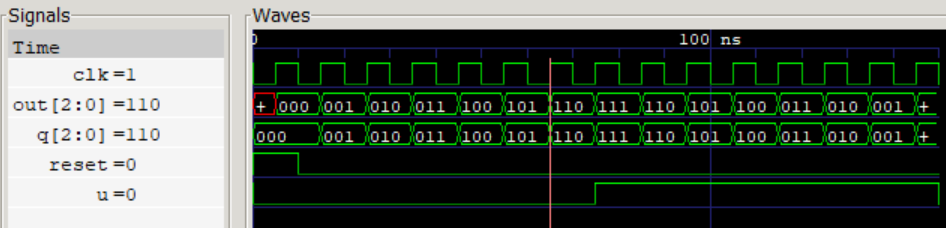 Signals
Waves
Time
0
100 ns
clk=1
out[2:0]=110
+ 000 001 010 011 100 101 110 111 110 101 100 011 010 001 +
q[2:0]=110
000 001 010 011 100 101 110 111 110 101 100 011 010 001 +
reset=0
u=0